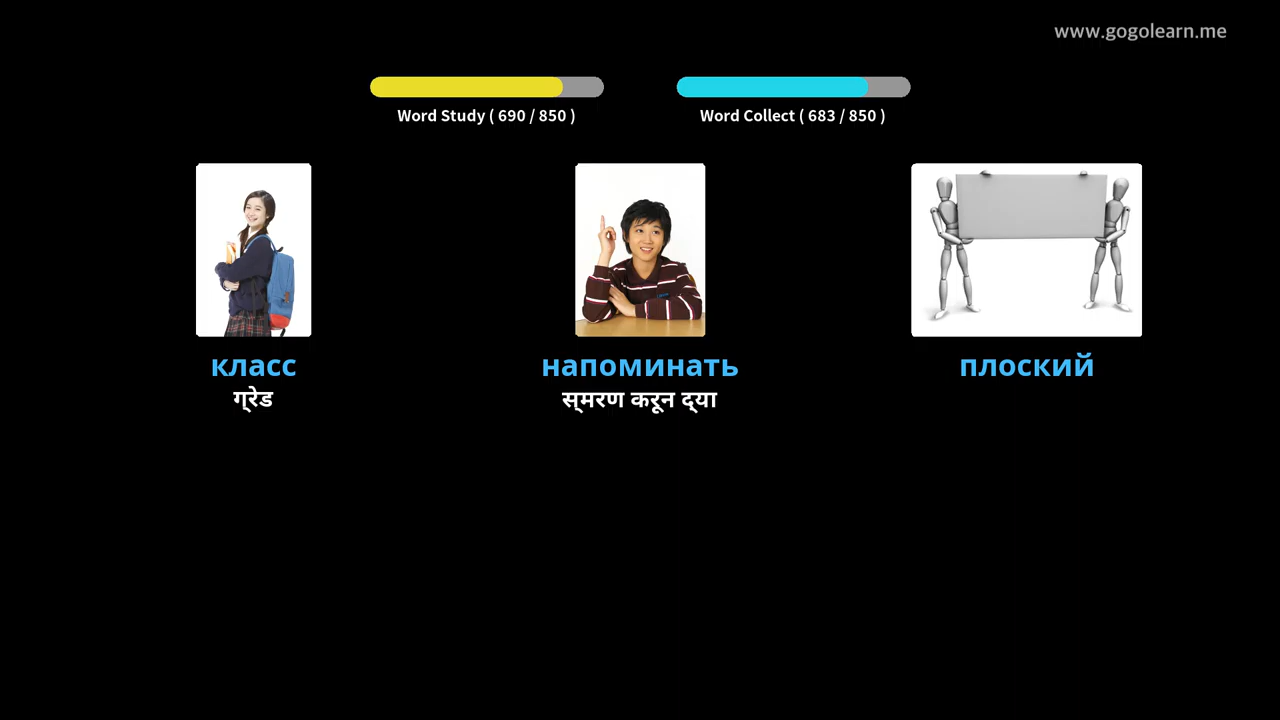 www.gogolearn.me
Word Study ( 690 / 850 )
Word Collect ( 683 / 850 )
класс
ग्रेड
напоминать
स्मरण करून द्या
плоский